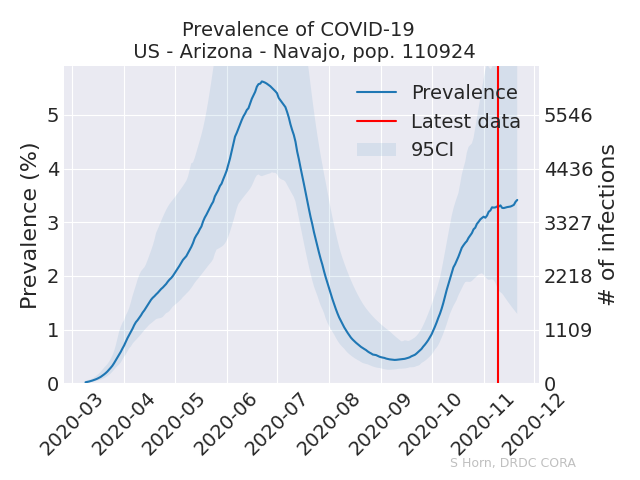 Prevalence of COVID-19
US - Arizona - Navajo, pop. 110924
Prevalence (%)
5
4
3
2
1
0
Prevalence
Latest data
95CI
5546
4436
3327
2218
1109
0
# of infections
2020-03
2020-04
2020-05
2020-06
2020-07
2020-08
2020-09
2020-10
2020-11
2020-12
S Horn, DRDC CORA